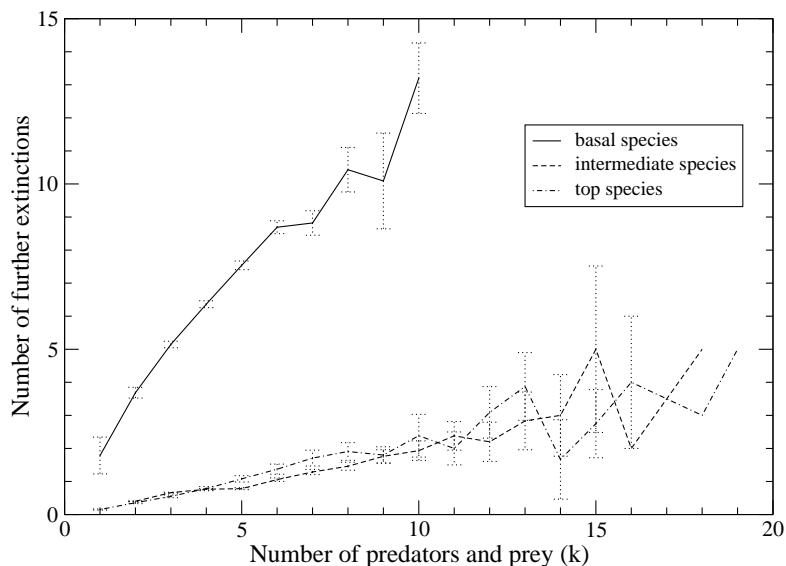 15
10
5
0
Number of further extinctions
basal species
intermediate species
top species
0 5 10 15 20
Number of predators and prey (k)